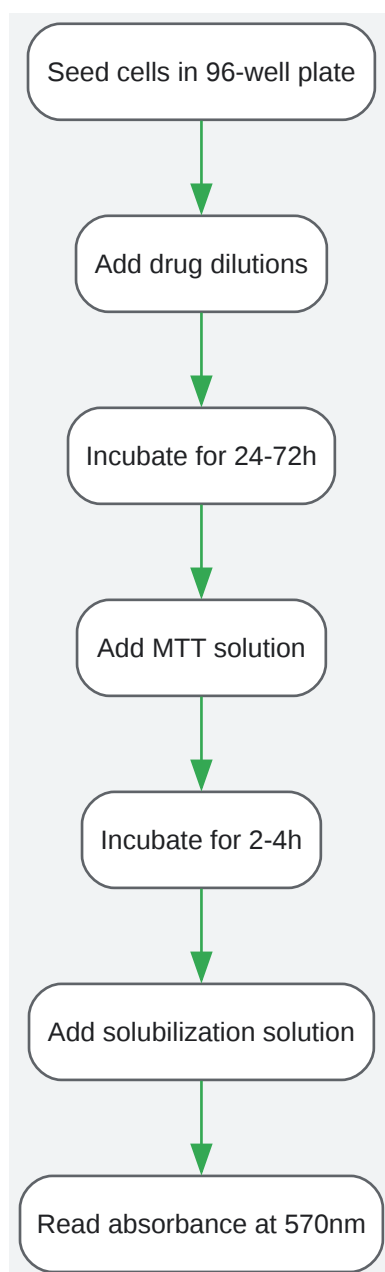 Seed cells in 96-well plate
Add drug dilutions
Incubate for 24-72h
Add MTT solution
Incubate for 2-4h
Add solubilization solution
Read absorbance at 570nm